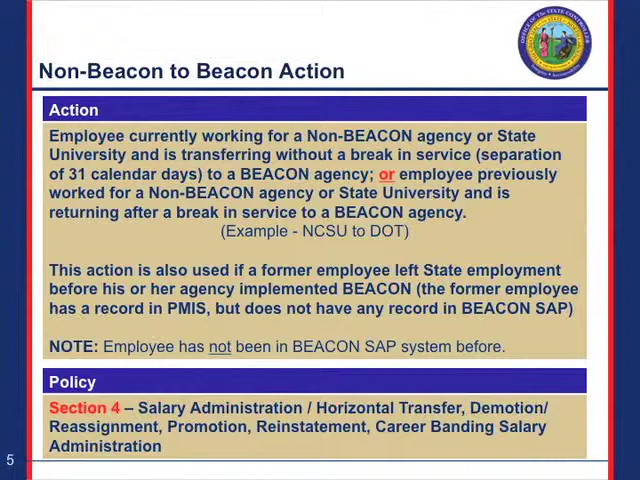 OFFICE OF THE STATE CONTROLLER
Non-Beacon to Beacon Action
Action
Employee currently working for a Non-BEACON agency or State
University and is transferring without a break in service (separation
of 31 calendar days) to a BEACON agency; or employee previously
worked for a Non-BEACON agency or State University and is
returning after a break in service to a BEACON agency.
(Example - NCSU to DOT)
This action is also used if a former employee left State employment
before his or her agency implemented BEACON (the former employee
has a record in PMIS, but does not have any record in BEACON SAP)
NOTE: Employee has not been in BEACON SAP system before.
Policy
Section 4 – Salary Administration / Horizontal Transfer, Demotion/
Reassignment, Promotion, Reinstatement, Career Banding Salary
Administration
5